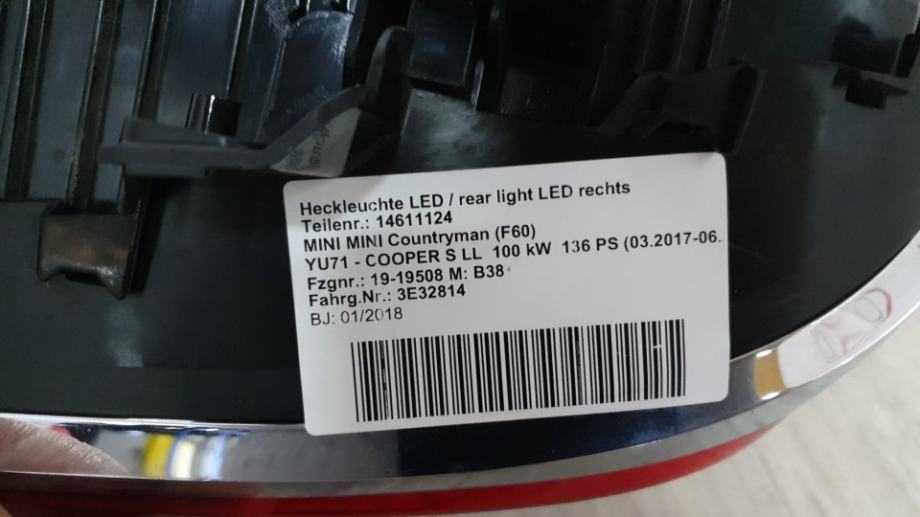 Heckleuchte LED / rear light LED rechts
Teilenr.: 14611124
MINI MINI Countryman (F60)
YU71 - COOPER S LL 100 kW 136 PS (03.2017-06.
Fzgnr.: 19-19508 M: B38
Fahrg.Nr.: 3E32814
BJ: 01/2018